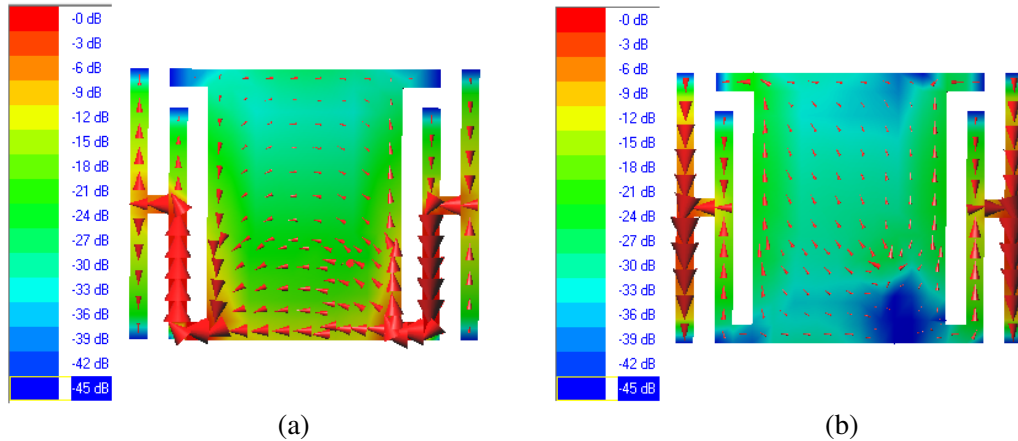 -0 dB
-3 dB
-6 dB
-9 dB
-12 dB
-15 dB
-18 dB
-21 dB
-24 dB
-27 dB
-30 dB
-33 dB
-36 dB
-39 dB
-42 dB
-45 dB
(a)
-0 dB
-3 dB
-6 dB
-9 dB
-12 dB
-15 dB
-18 dB
-21 dB
-24 dB
-27 dB
-30 dB
-33 dB
-36 dB
-39 dB
-42 dB
-45 dB
(b)